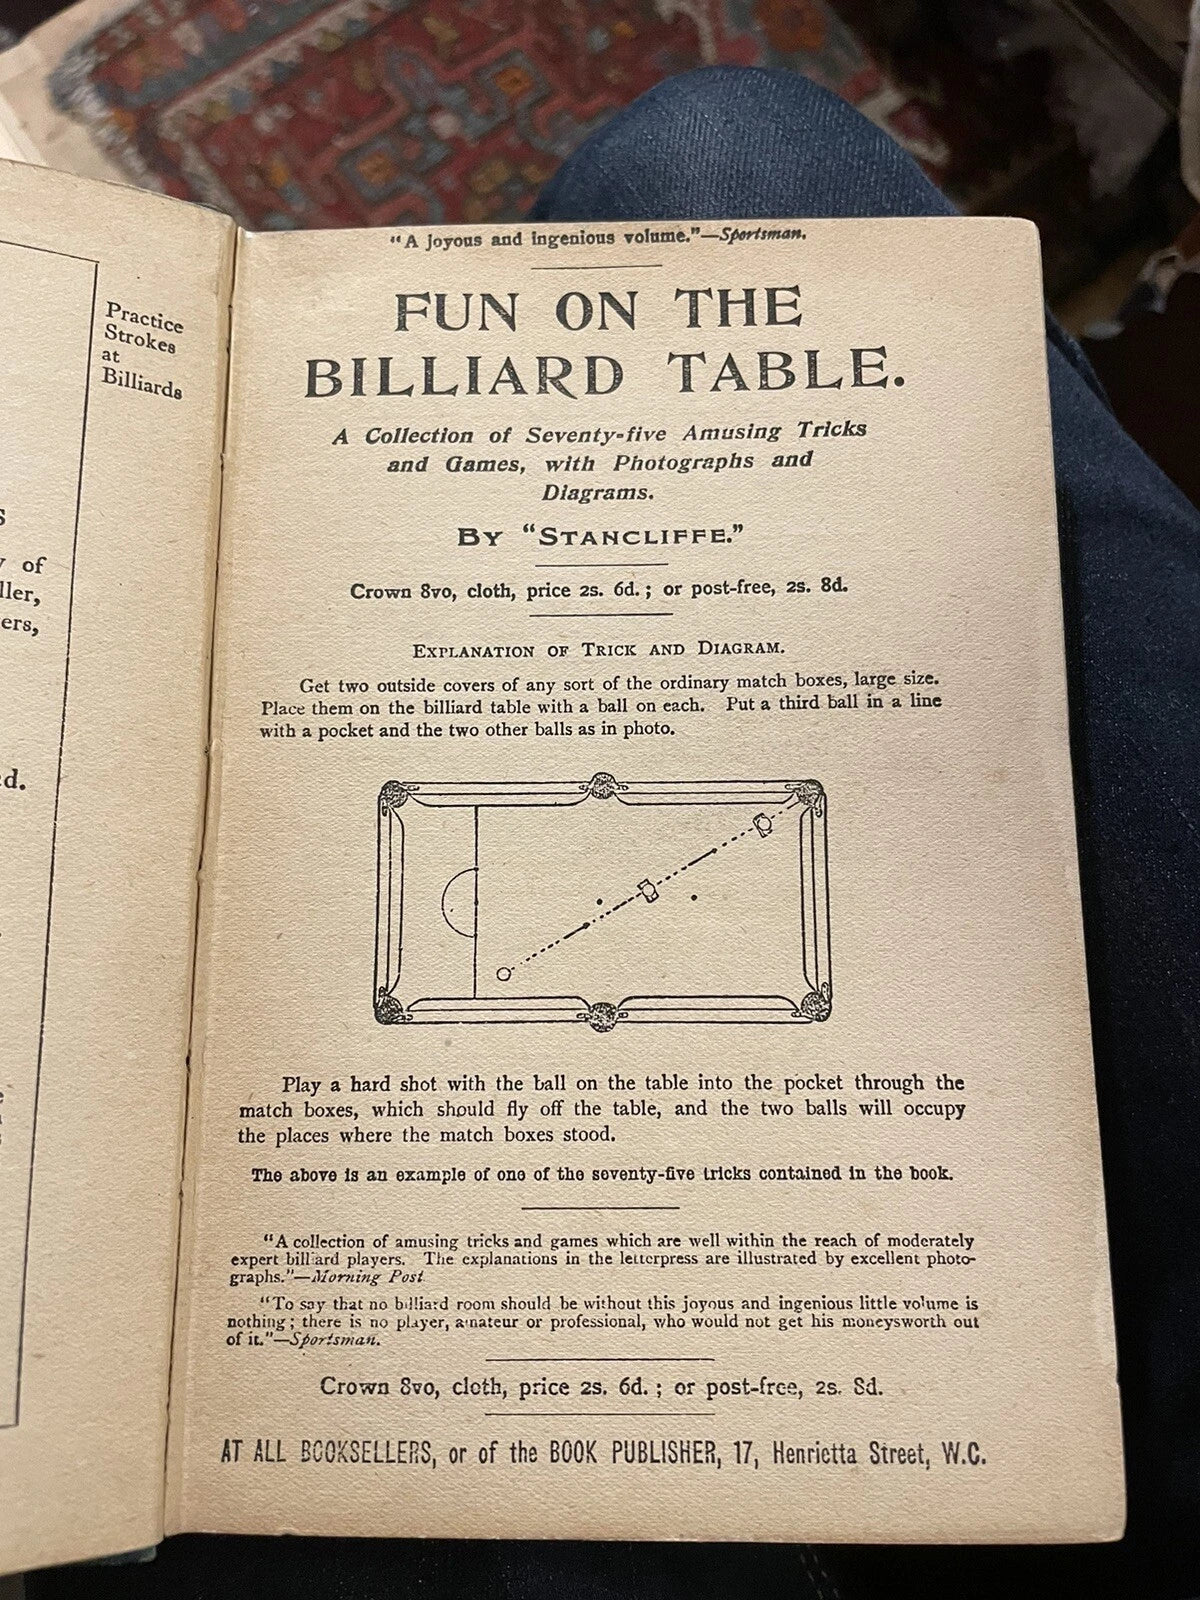 Practice
Strokes
at
Billiards
of
ller,
ers,
"A joyous and ingenious volume."—Sportsman.
FUN ON THE
BILLIARD TABLE.
A Collection of Seventy-five Amusing Tricks
and Games, with Photographs and
Diagrams.
BY "STANCLIFFE."
Crown 8vo, cloth, price 2s. 6d.; or post-free, 2s. 8d.
EXPLANATION OF TRICK AND DIAGRAM.
Get two outside covers of any sort of the ordinary match boxes, large size.
Place them on the billiard table with a ball on each. Put a third ball in a line
with a pocket and the two other balls as in photo.
Play a hard shot with the ball on the table into the pocket through the
match boxes, which should fly off the table, and the two balls will occupy
the places where the match boxes stood.
The above is an example of one of the seventy-five tricks contained in the book.
"A collection of amusing tricks and games which are well within the reach of moderately
expert billiard players. The explanations in the letterpress are illustrated by excellent photo-
graphs."—Morning Post
"To say that no billiard room should be without this joyous and ingenious little volume is
nothing; there is no player, amateur or professional, who would not get his moneysworth out
of it."—Sportsman.
Crown 8vo, cloth, price 2s. 6d.; or post-free, 2s. 8d.
AT ALL BOOKSELLERS, or of the BOOK PUBLISHER, 17, Henrietta Street, W.C.